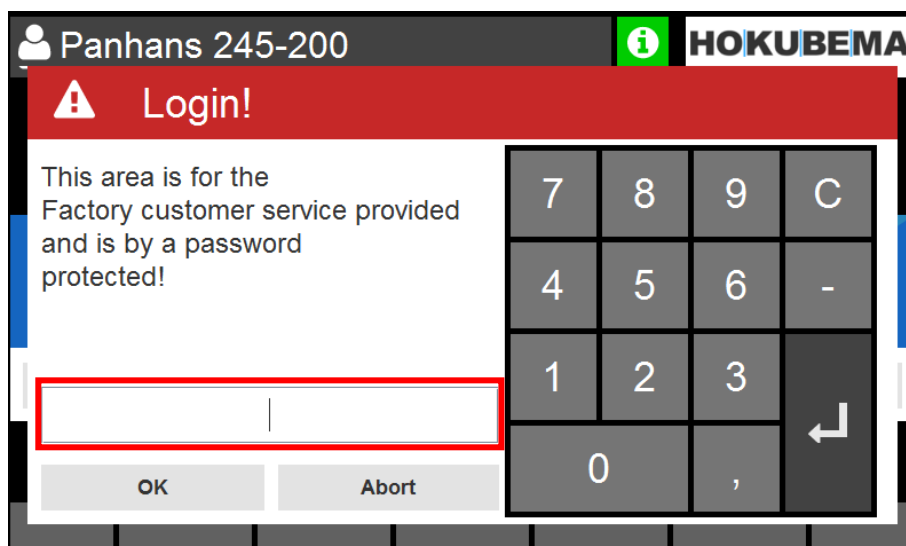 Panhans 245-200
i
HOKUBEMA
Login!
This area is for the
Factory customer service provided
and is by a password
protected!
7 8 9 C
4 5 6 -
1 2 3
0 ,
OK Abort